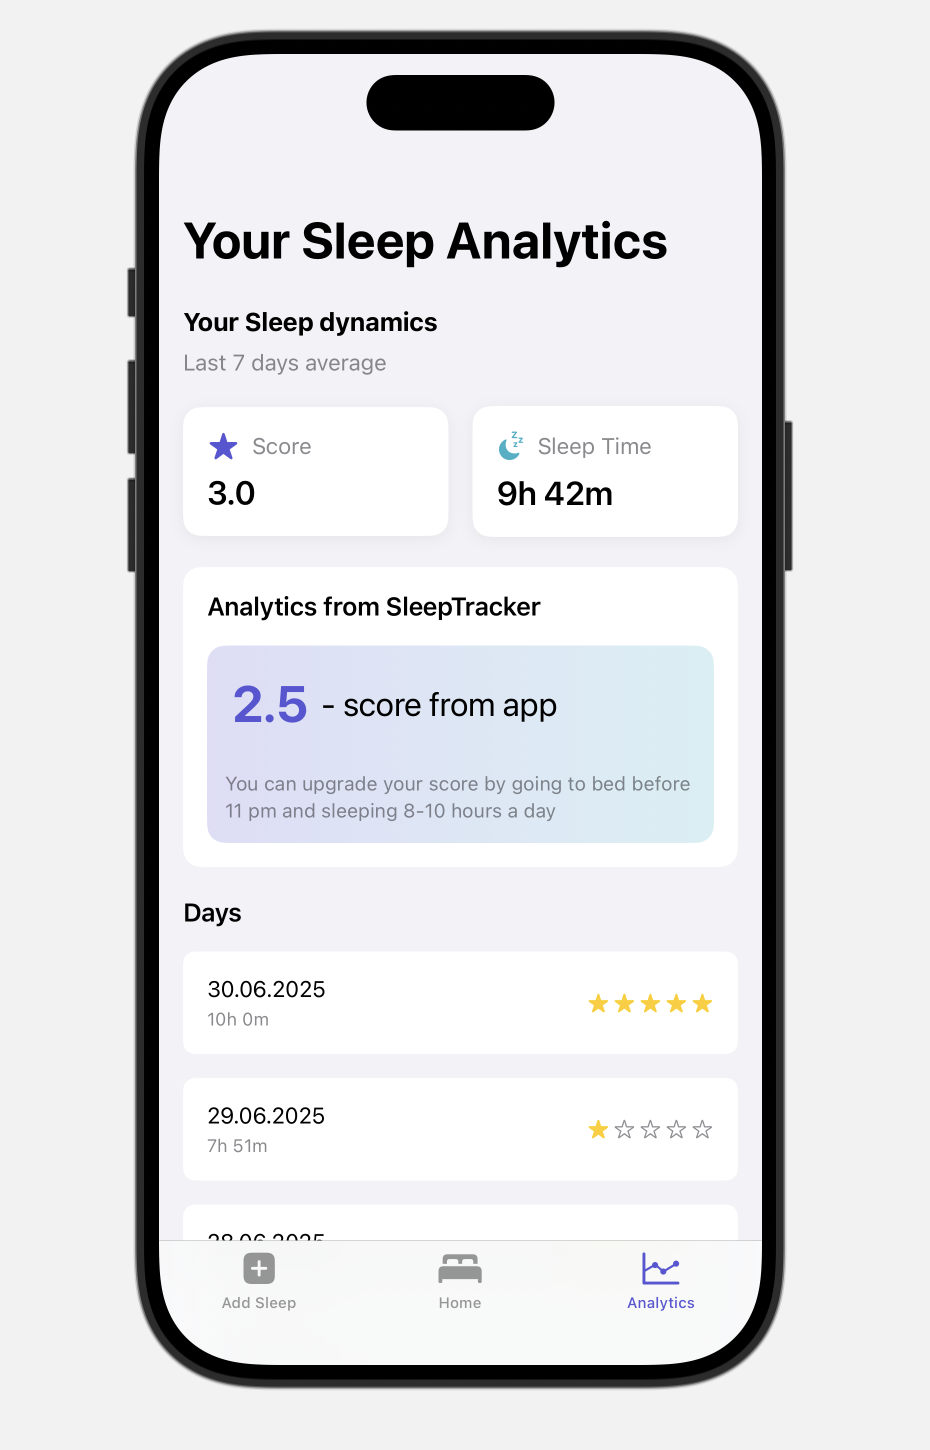 Your Sleep Analytics
Your Sleep dynamics
Last 7 days average
Score
3.0
Sleep Time
9h 42m
Analytics from SleepTracker
2.5 - score from app
You can upgrade your score by going to bed before
11 pm and sleeping 8-10 hours a day
Days
30.06.2025
10h 0m
29.06.2025
7h 51m
28.06.2025
Add Sleep
Home
Analytics